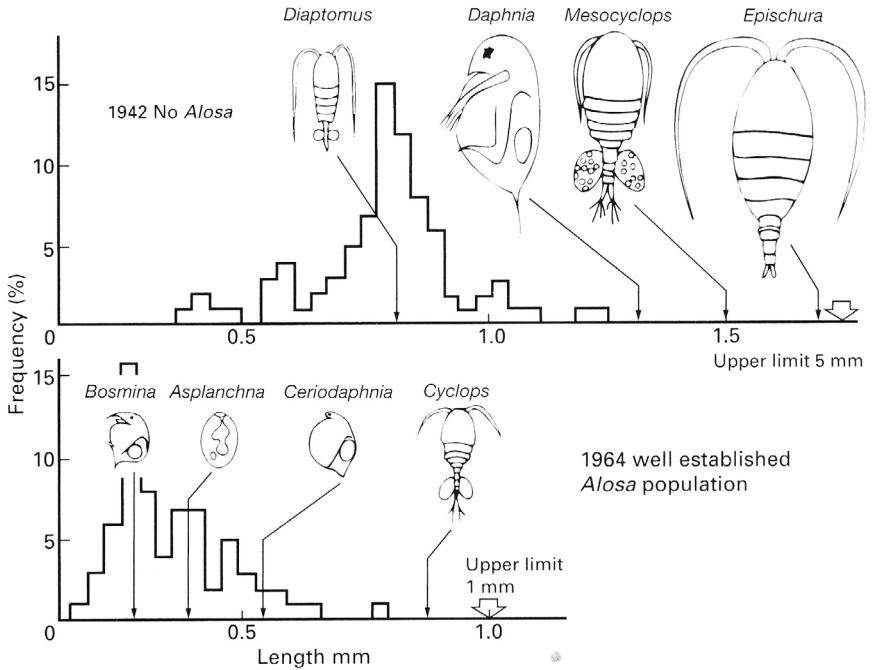 Diaptomus
Daphnia
Mesocyclops
Epischura
1942 No Alosa
15
10
5
0
0.5
1.0
1.5
Upper limit 5 mm
Frequency (%)
15
Bosmina
Asplanchna
Ceriodaphnia
Cyclops
10
1964 well established
Alosa population
5
Upper limit
1 mm
0
0.5
1.0
Length mm